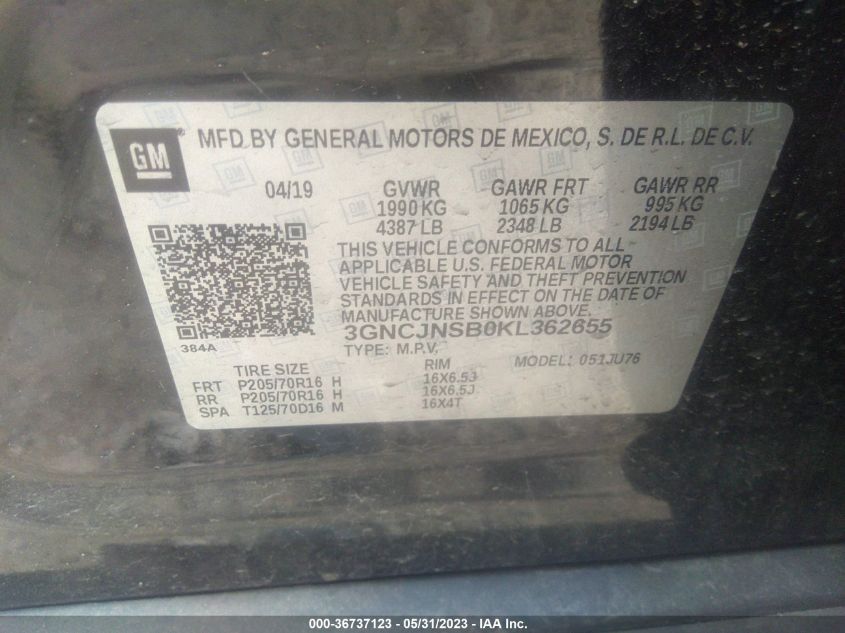 GM
MFD BY GENERAL MOTORS DE MEXICO, S. DE R.L. DE C.V.
04/19 GVWR GAWR FRT GAWR RR
1990 KG 1065 KG 995 KG
4387 LB 2348 LB 2194 LB
THIS VEHICLE CONFORMS TO ALL
APPLICABLE U.S. FEDERAL MOTOR
VEHICLE SAFETY AND THEFT PREVENTION
STANDARDS IN EFFECT ON THE DATE OF
MANUFACTURE SHOWN ABOVE.
3GNCJNSB0KL362655
384A
TYPE: M.P.V. MODEL: 051JU76
TIRE SIZE RIM
FRT P205/70R16 H 16X6.5J
RR P205/70R16 H 16X6.5J
SPA T125/70D16 M 16X4T
000-36737123 - 05/31/2023 - IAA Inc.